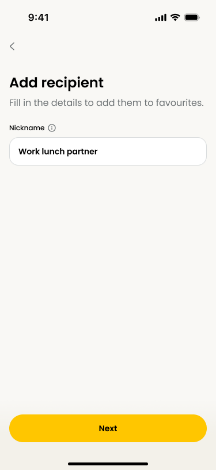 9:41
Add recipient
Fill in the details to add them to favourites.
Nickname
Work lunch partner
Next